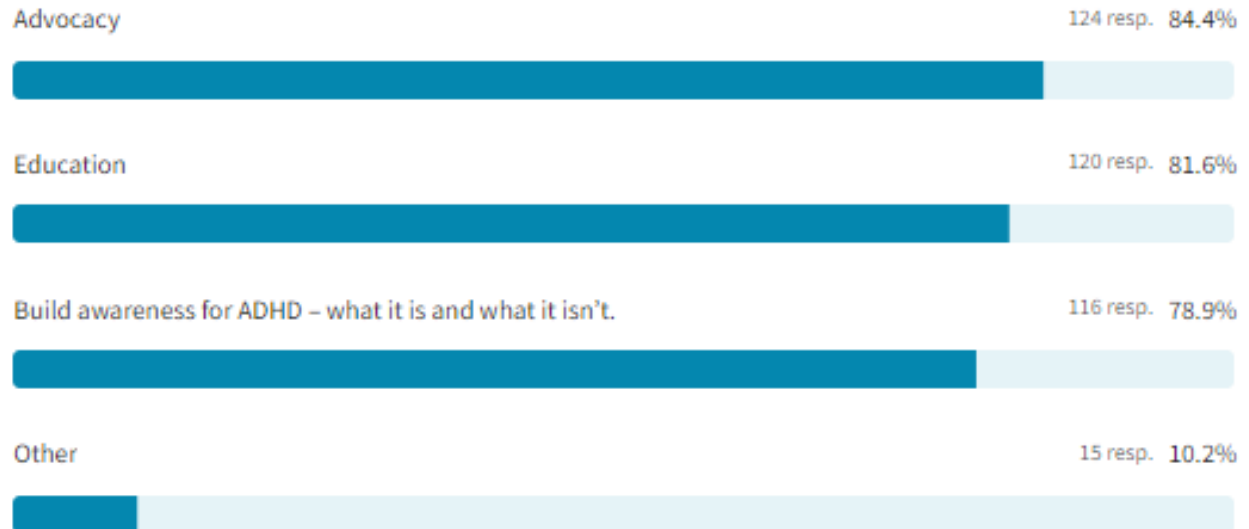 Advocacy 124 resp. 84.4%
Education 120 resp. 81.6%
Build awareness for ADHD – what it is and what it isn’t. 116 resp. 78.9%
Other 15 resp. 10.2%